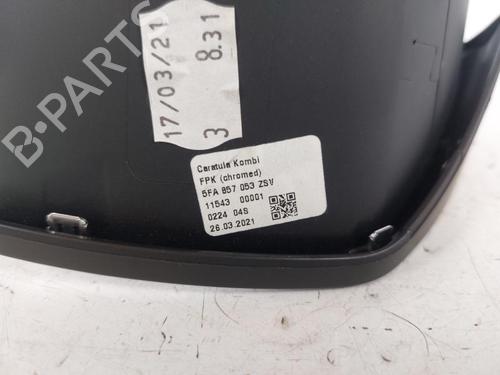 17/03/21
8.31
3
Caratula Kombi
FPK (chromed)
5FA 857 053 ZSV
11543 00001
0224 04S
26.03.2021
B-PARTS